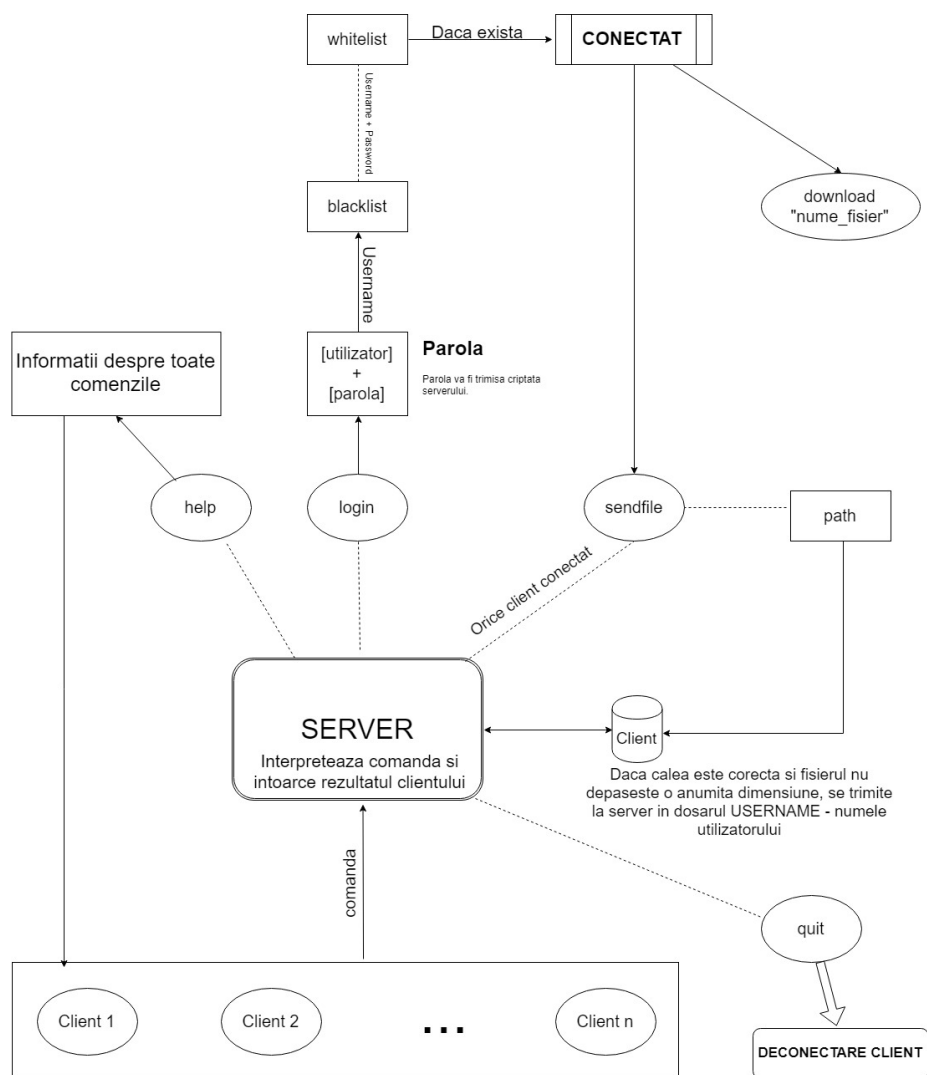 whitelist
Daca exista
CONECTAT
Username + Password
download
"nume_fisier"
blacklist
Username
Informatii despre toate
comenzile
[utilizator]
+
[parola]
Parola
Parola va fi trimisa criptata
serverului.
help
login
sendfile
path
Orice client conectat
SERVER
Interpreteaza comanda si
intoarce rezultatul clientului
Client
Daca calea este corecta si fisierul nu
depaseste o anumita dimensiune, se trimite
la server in dosarul USERNAME - numele
utilizatorului
comanda
quit
Client 1
Client 2
...
Client n
DECONECTARE CLIENT